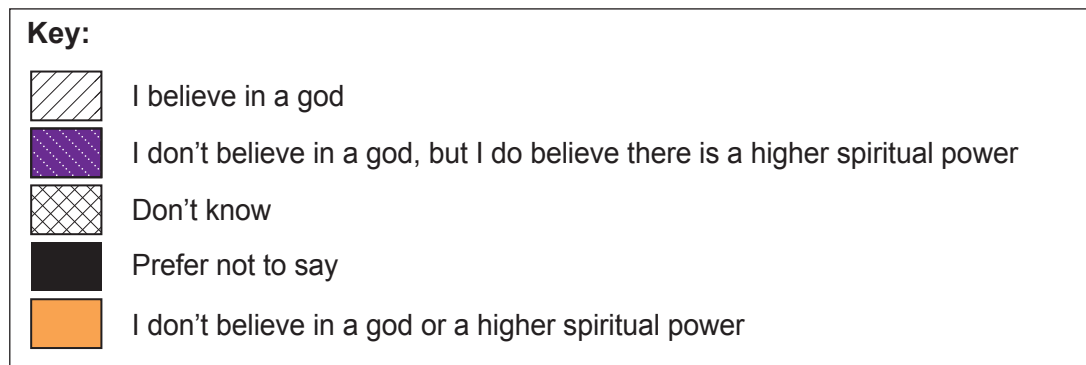 Key:
I believe in a god
I don’t believe in a god, but I do believe there is a higher spiritual power
Don’t know
Prefer not to say
I don’t believe in a god or a higher spiritual power